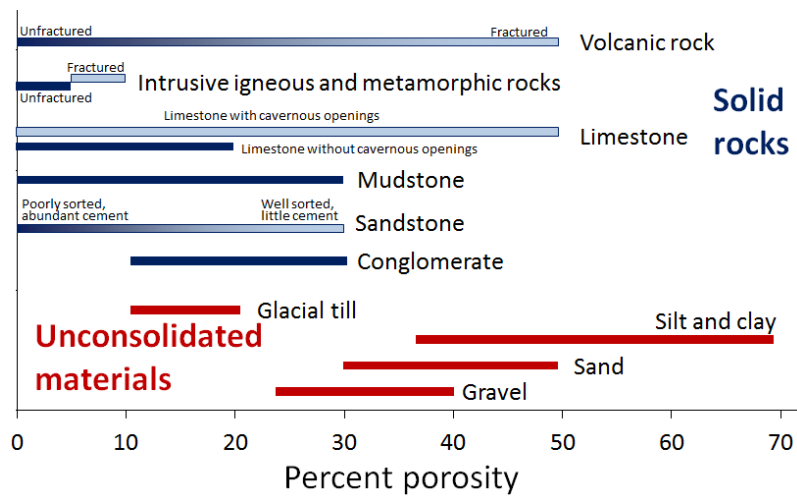 Unfractured
Fractured
Volcanic rock
Fractured
Intrusive igneous and metamorphic rocks
Unfractured
Solid
rocks
Limestone with cavernous openings
Limestone
Limestone without cavernous openings
Mudstone
Poorly sorted,
abundant cement
Well sorted,
little cement
Sandstone
Conglomerate
Glacial till
Unconsolidated
materials
Silt and clay
Sand
Gravel
0 10 20 30 40 50 60 70
Percent porosity